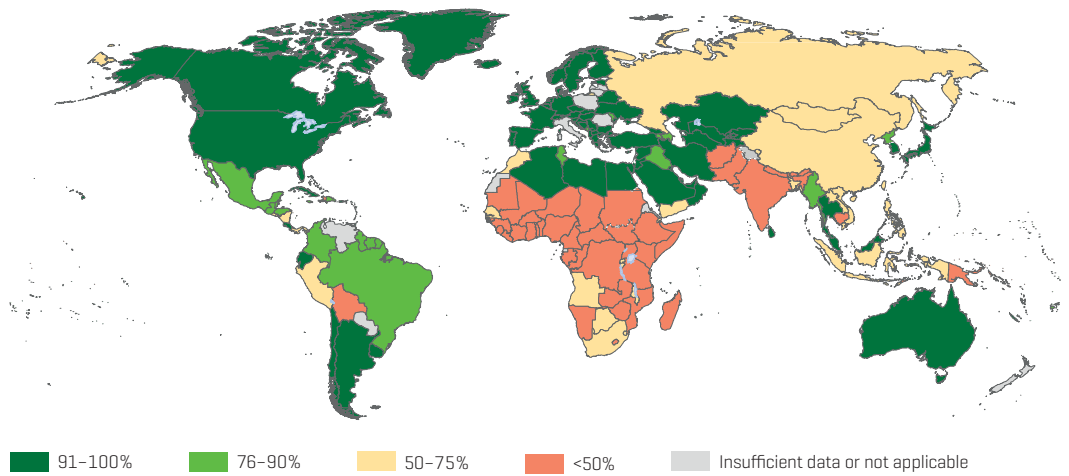 91–100% 76–90% 50–75% <50% Insufficient data or not applicable